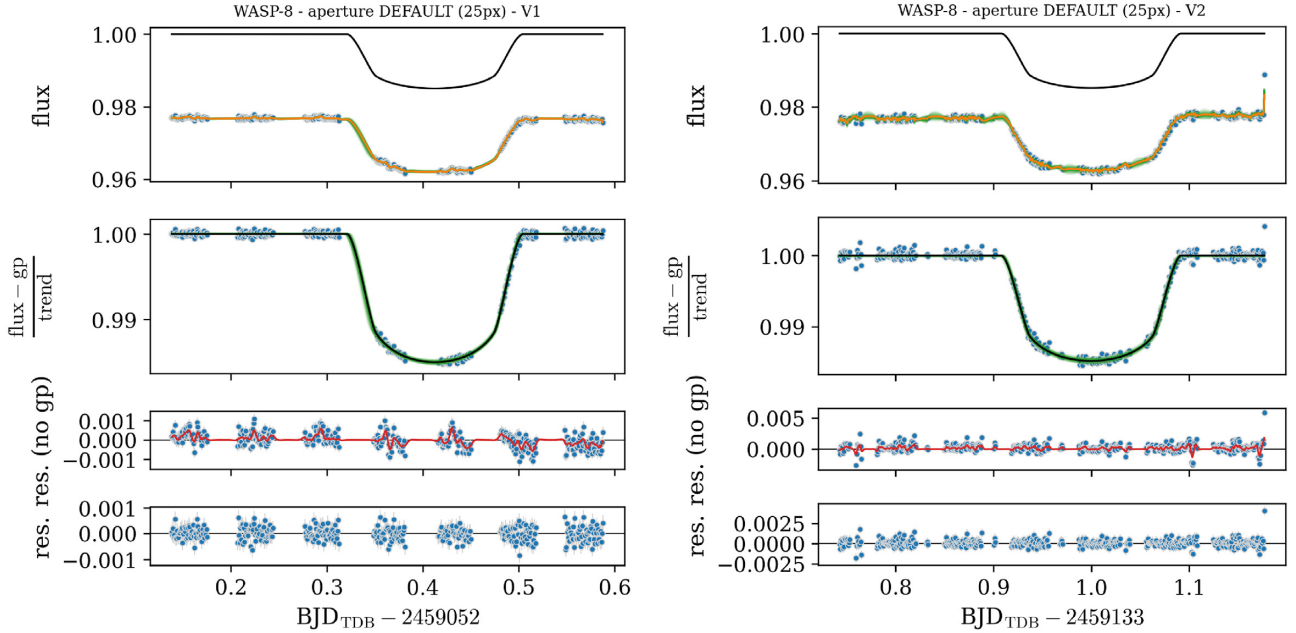 WASP-8 - aperture DEFAULT (25px) - V1
1.00
0.98
0.96
flux
1.00
0.99
flux − gp
trend
0.001
0.000
−0.001
res. (no gp)
0.001
0.000
−0.001
res.
0.2 0.3 0.4 0.5 0.6
BJD_TDB − 2459052
WASP-8 - aperture DEFAULT (25px) - V2
1.00
0.98
0.96
flux
1.00
0.99
flux − gp
trend
0.005
0.000
res. (no gp)
0.0025
0.0000
−0.0025
res.
0.8 0.9 1.0 1.1
BJD_TDB − 2459133